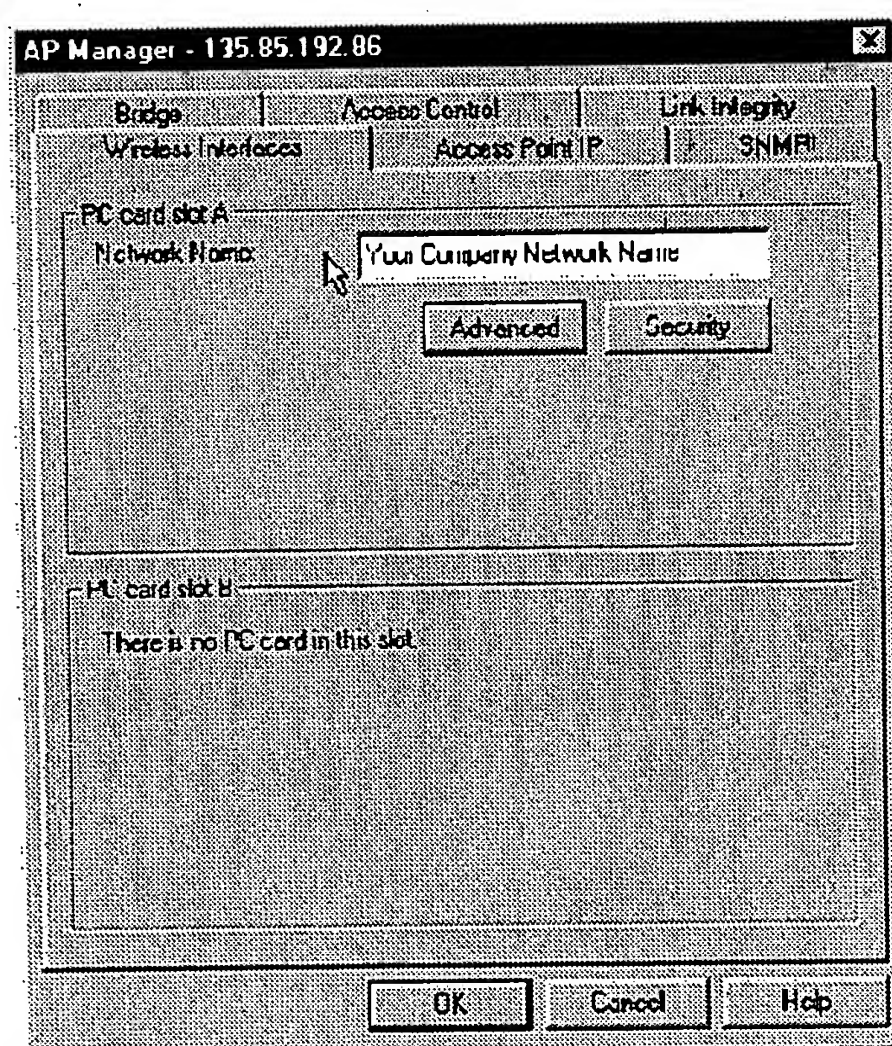 AP Manager - 135.85.192.86
Bridge Access Control Link Integrity
Wireless Interfaces Access Point IP SNMP
PC card slot A
Network Name: Your Company Network Name
Advanced Security
PC card slot B
There is no PC card in this slot.
OK Cancel Help